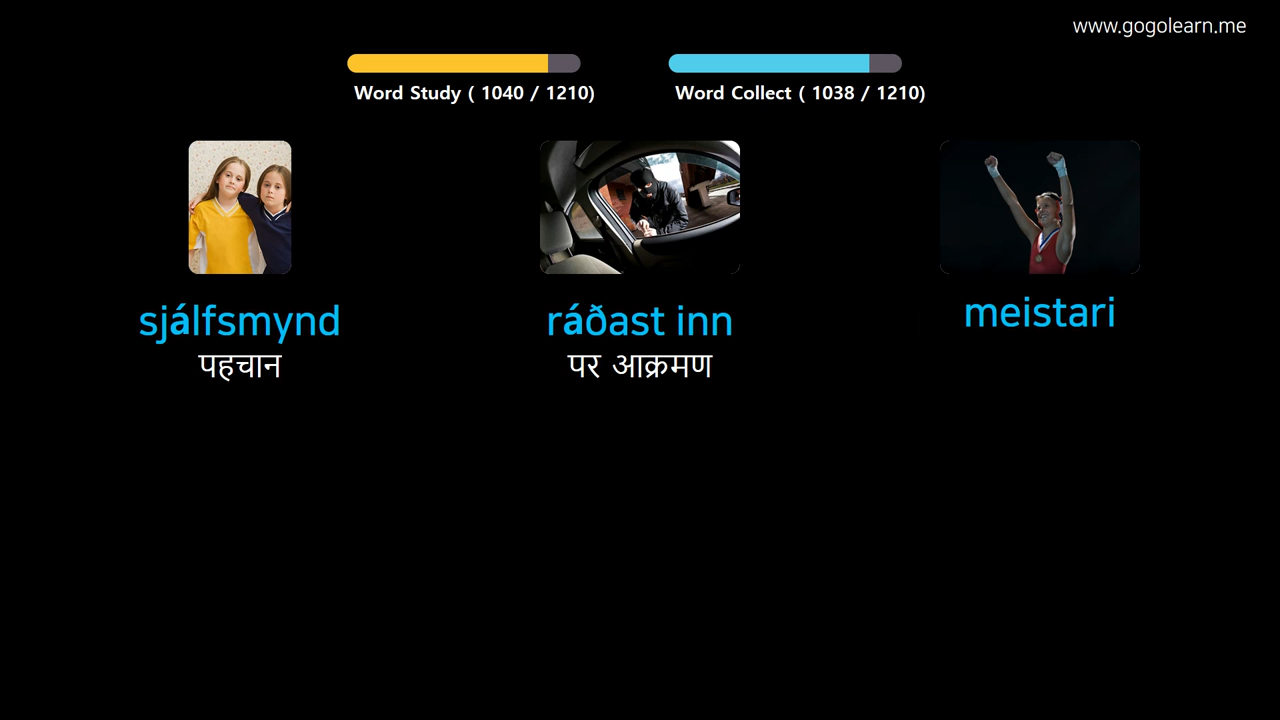 www.gogolearn.me
Word Study ( 1040 / 1210)
Word Collect ( 1038 / 1210)
sjálfsmynd
पहचान
ráðast inn
पर आक्रमण
meistari